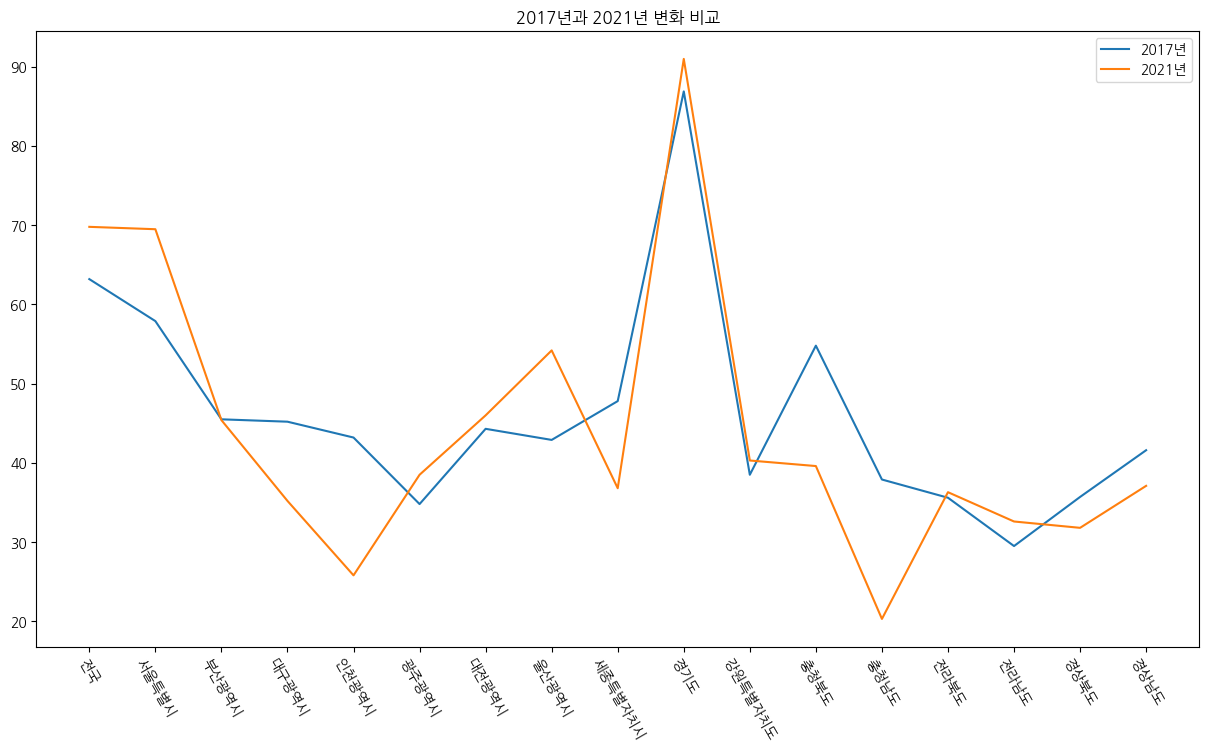 2017년과 2021년 변화 비교
2017년
2021년
90
80
70
60
50
40
30
20
전국
서울특별시
부산광역시
대구광역시
인천광역시
광주광역시
대전광역시
울산광역시
세종특별자치시
경기도
강원특별자치도
충청북도
충청남도
전라북도
전라남도
경상북도
경상남도